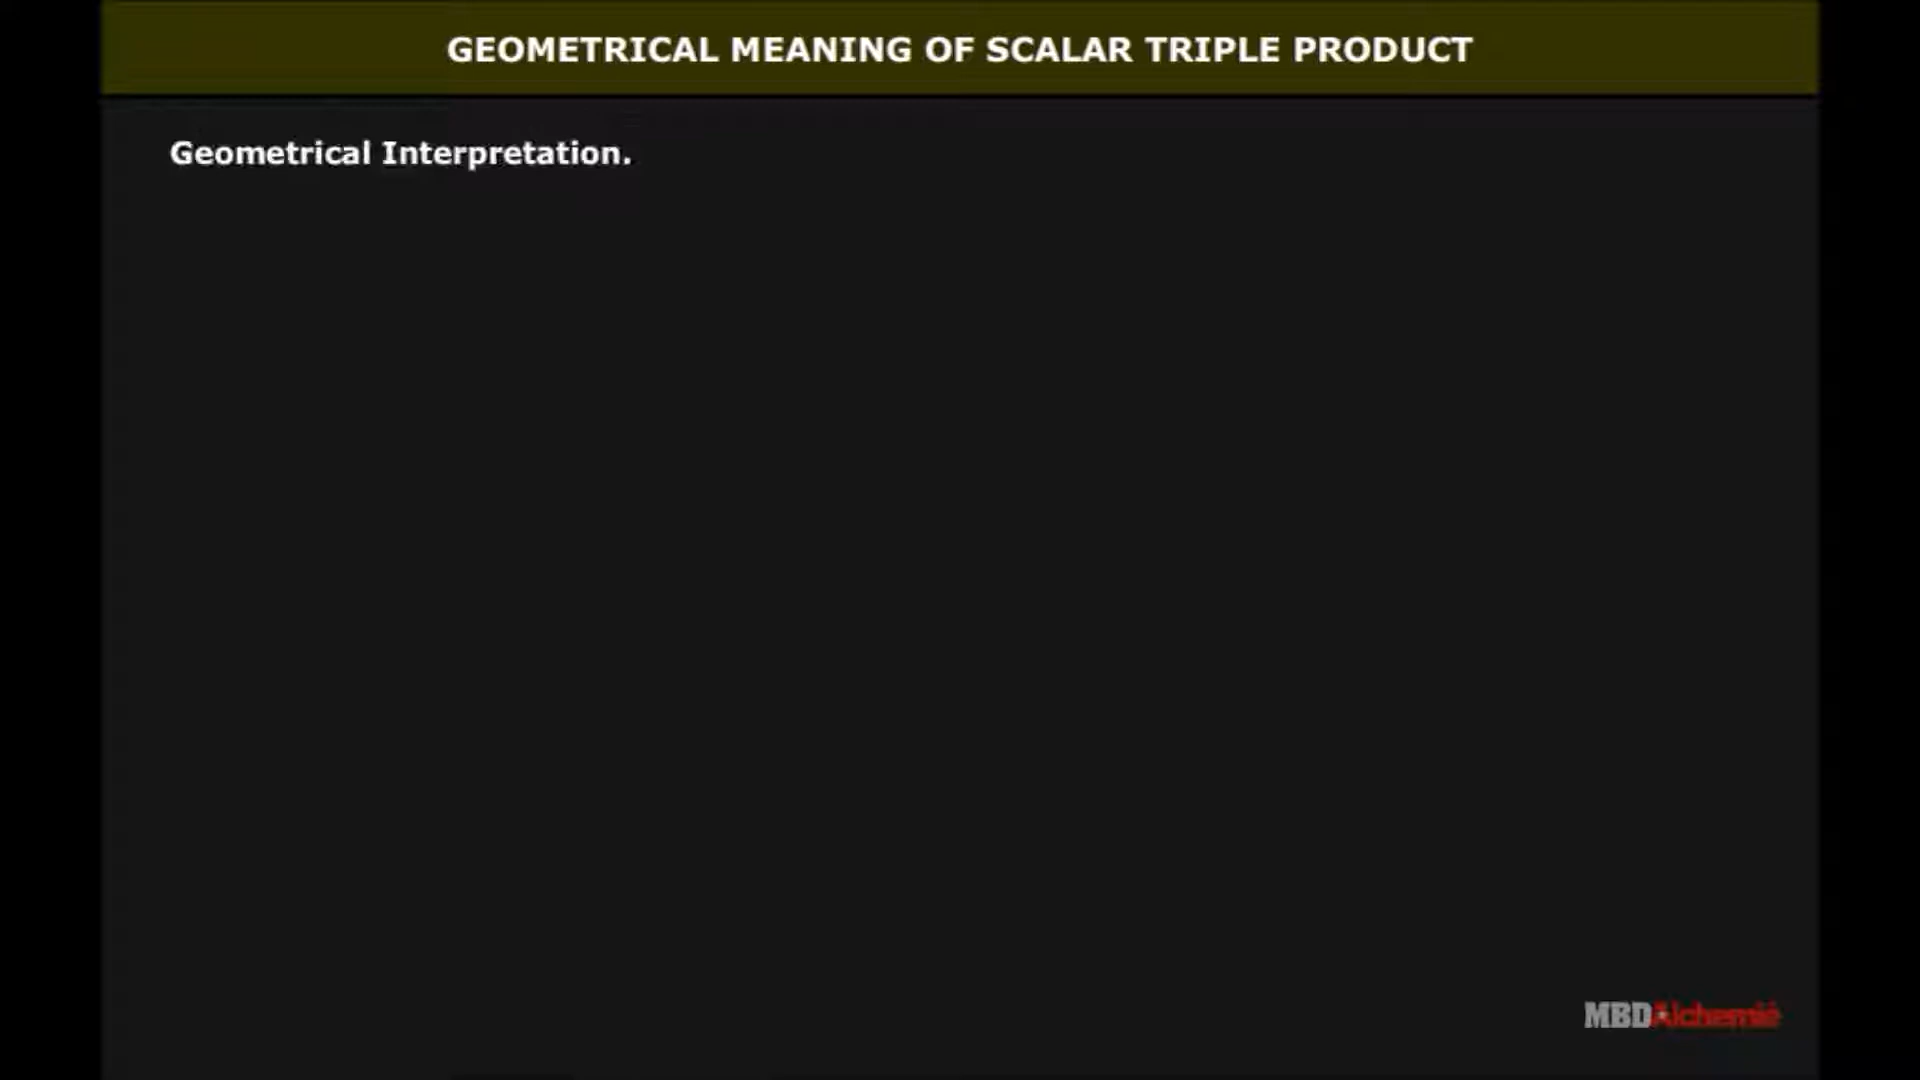 GEOMETRICAL MEANING OF SCALAR TRIPLE PRODUCT
Geometrical Interpretation.
MBDAlchemie